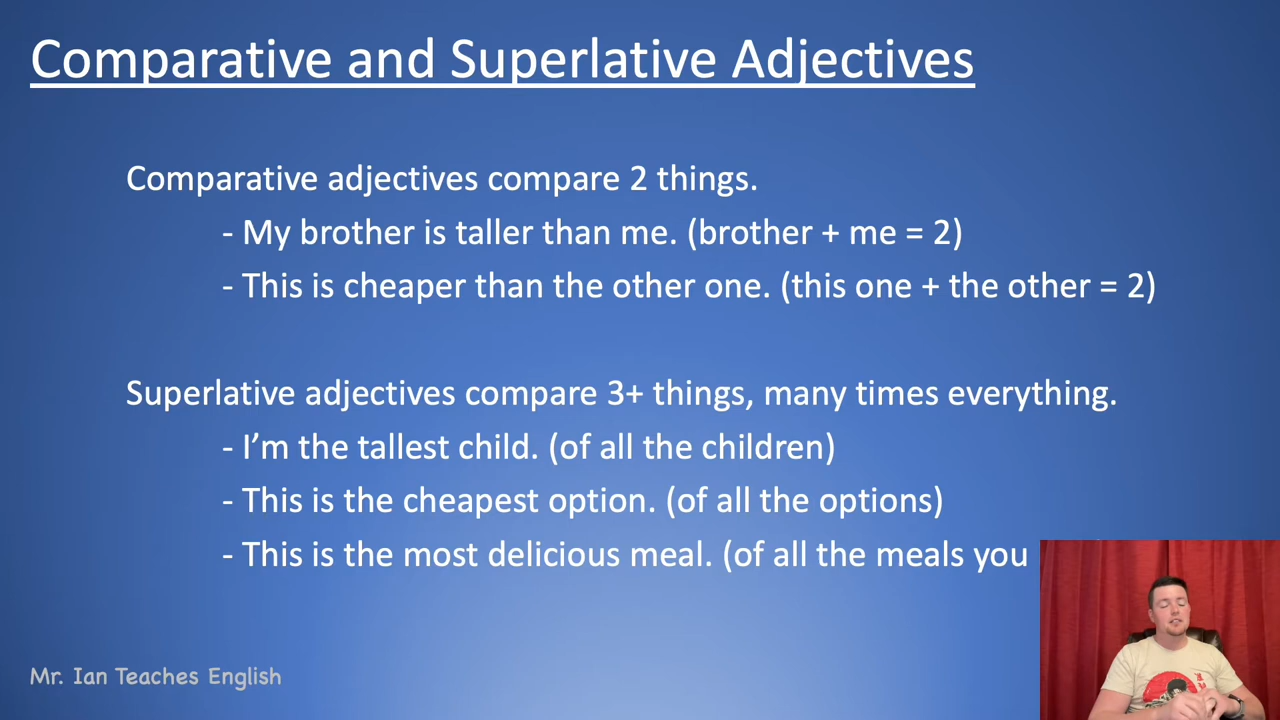 Comparative and Superlative Adjectives
Comparative adjectives compare 2 things.
- My brother is taller than me. (brother + me = 2)
- This is cheaper than the other one. (this one + the other = 2)
Superlative adjectives compare 3+ things, many times everything.
- I’m the tallest child. (of all the children)
- This is the cheapest option. (of all the options)
- This is the most delicious meal. (of all the meals you
Mr. Ian Teaches English